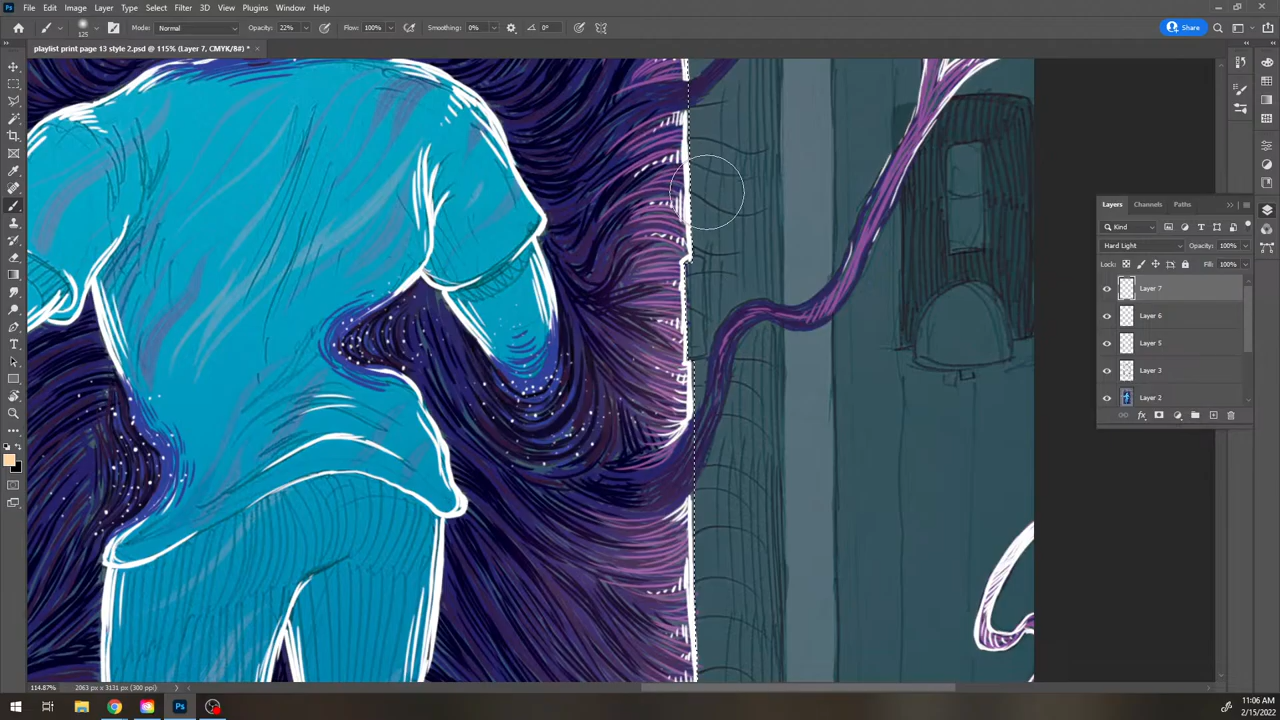 File Edit Image Layer Type Select Filter 3D View Plugins Window Help
125 Mode: Normal Opacity: 22% Flow: 100% Smoothing: 0% 0° Share
playlist print page 13 style 2.psd @ 115% (Layer 7, CMYK/8#) * ×
Layers Channels Paths
Kind
Hard Light Opacity: 100%
Lock: Fill: 100%
Layer 7
Layer 6
Layer 5
Layer 3
Layer 2
114.87% 2063 px x 3131 px (300 ppi)
11:06 AM
2/15/2022